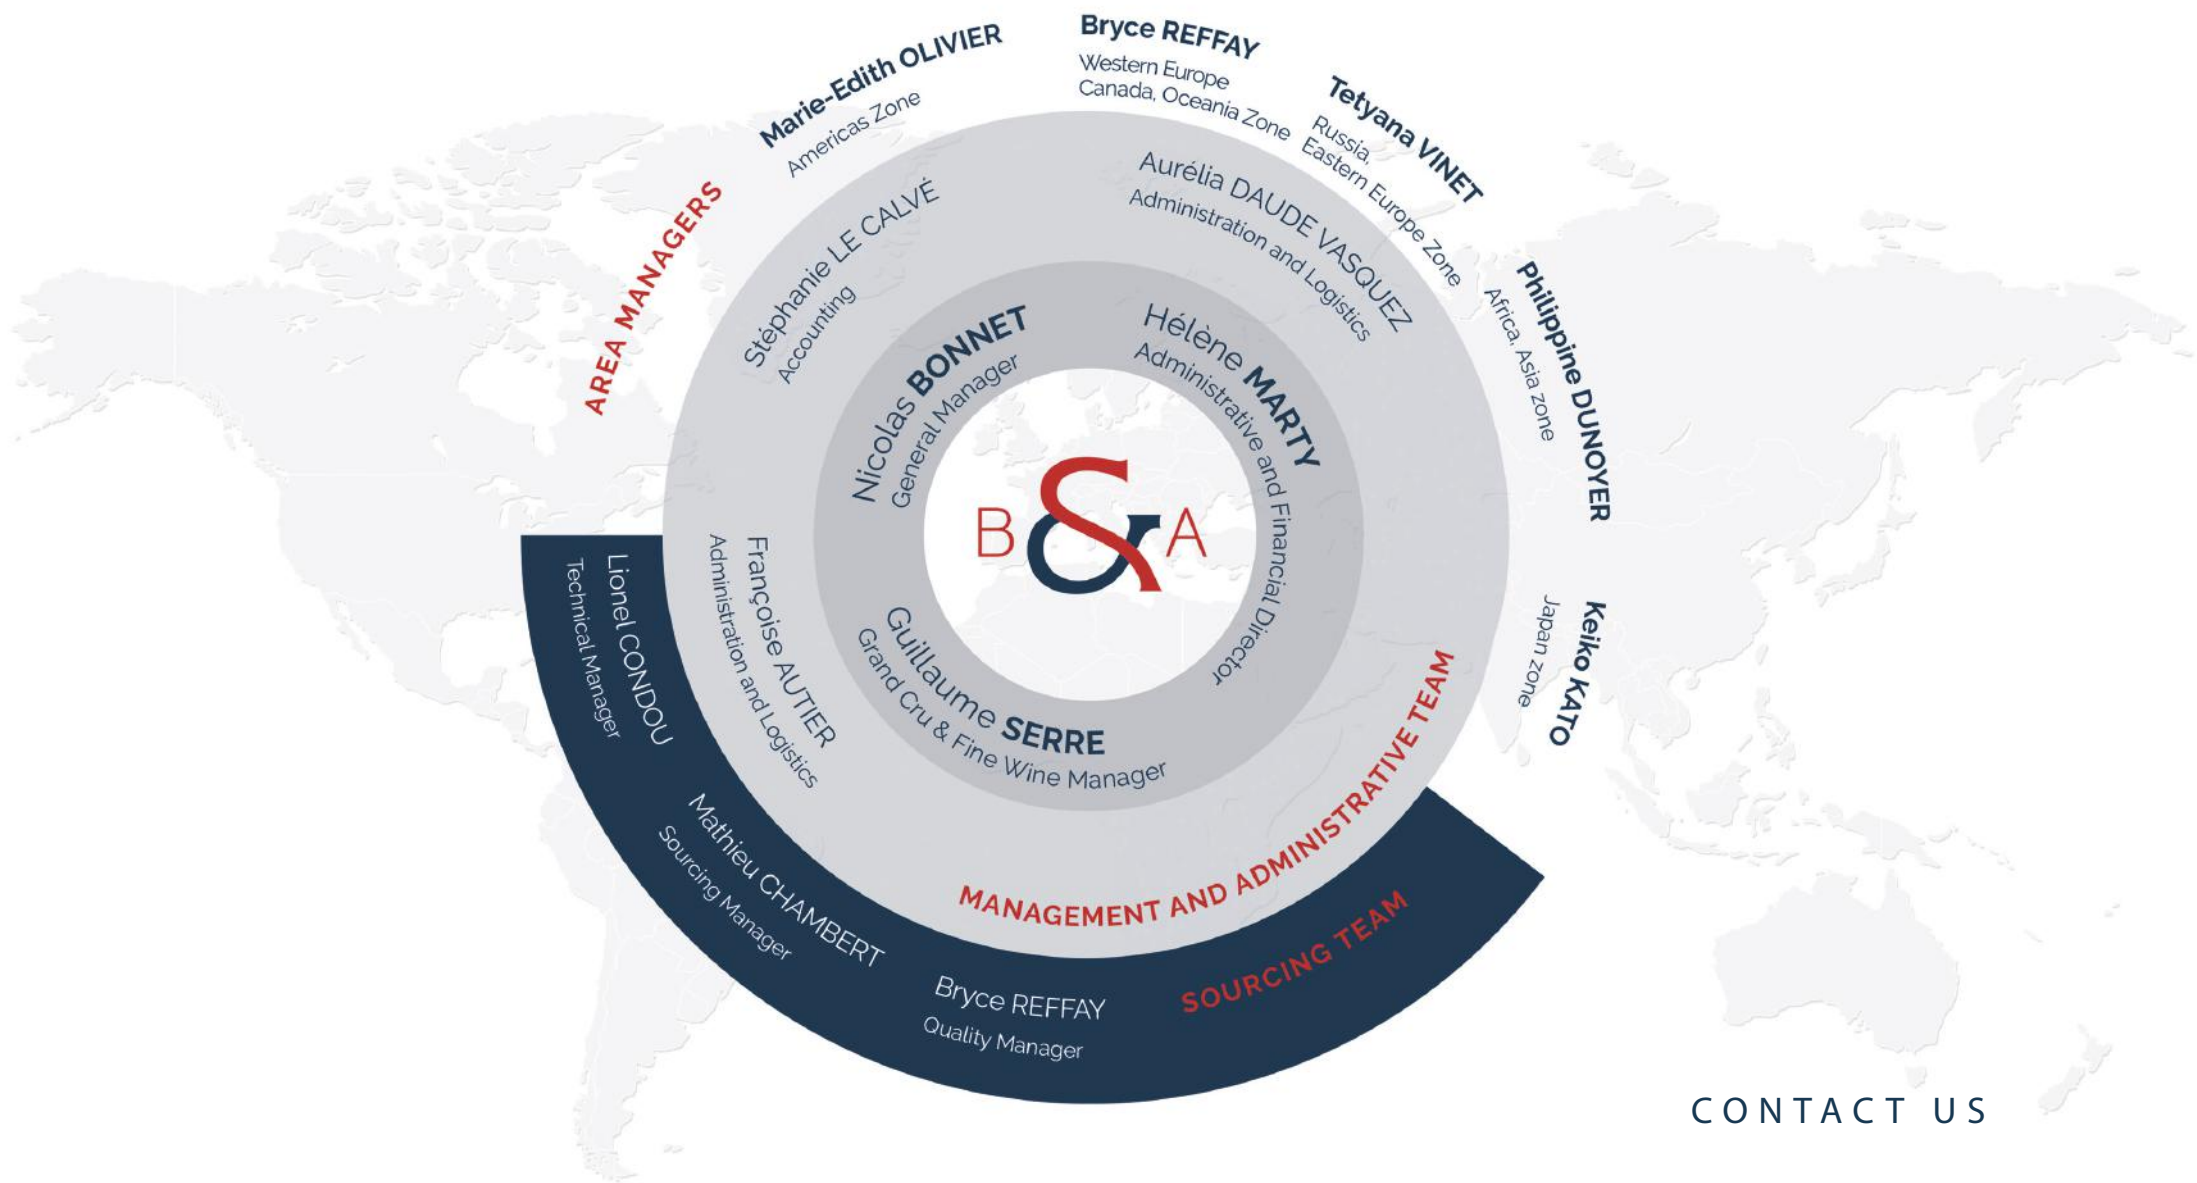 AREA MANAGERS
Marie-Edith OLIVIER
Americas Zone
Bryce REFFAY
Western Europe
Canada, Oceania Zone
Tetyana VINET
Russia,
Eastern Europe Zone
Philippine DUNOYER
Africa, Asia zone
Keiko KATO
Japan zone
Stéphanie LE CALVÉ
Accounting
Aurélia DAUDE VASQUEZ
Administration and Logistics
Françoise AUTIER
Administration and Logistics
MANAGEMENT AND ADMINISTRATIVE TEAM
Nicolas BONNET
General Manager
Hélène MARTY
Administrative and Financial Director
Guillaume SERRE
Grand Cru & Fine Wine Manager
B&A
Lionel CONDOU
Technical Manager
Mathieu CHAMBERT
Sourcing Manager
Bryce REFFAY
Quality Manager
SOURCING TEAM
CONTACT US